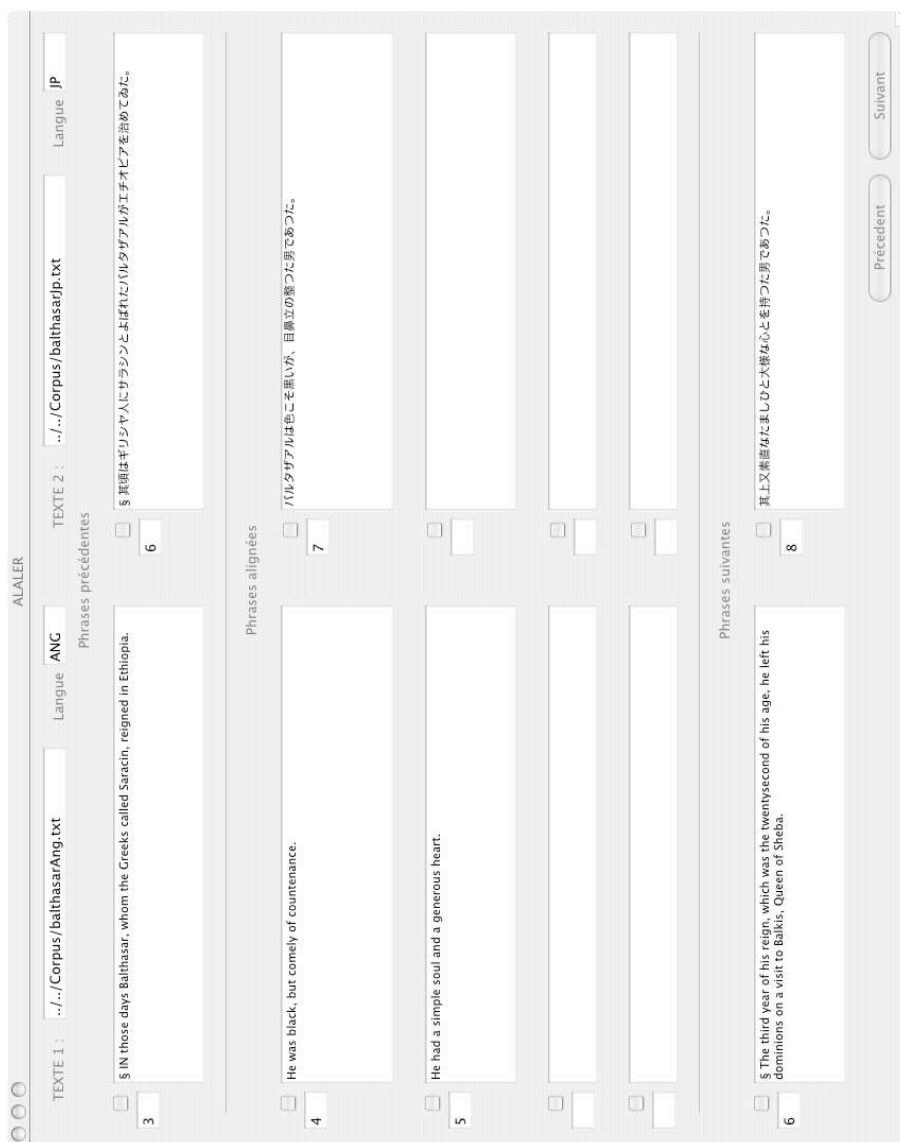 ALALER
TEXTE 1 : ../../Corpus/balthasarAng.txt Langue ANG TEXTE 2 : ../../Corpus/balthasarJp.txt Langue JP
Phrases précédentes
3 § IN those days Balthasar, whom the Greeks called Saracin, reigned in Ethiopia.
6 § 其頃はギリシヤ人にサラシンとよばれたバルタザアルがエチオピアを治めてゐた。
Phrases alignées
4 He was black, but comely of countenance.
7 バルタザアルは色こそ黒いが、目鼻立の整つた男であつた。
5 He had a simple soul and a generous heart.
Phrases suivantes
6 § The third year of his reign, which was the twentysecond of his age, he left his
dominions on a visit to Balkis, Queen of Sheba.
8 其上又素直なたましひと大様な心とを持つた男であつた。
Précedent Suivant